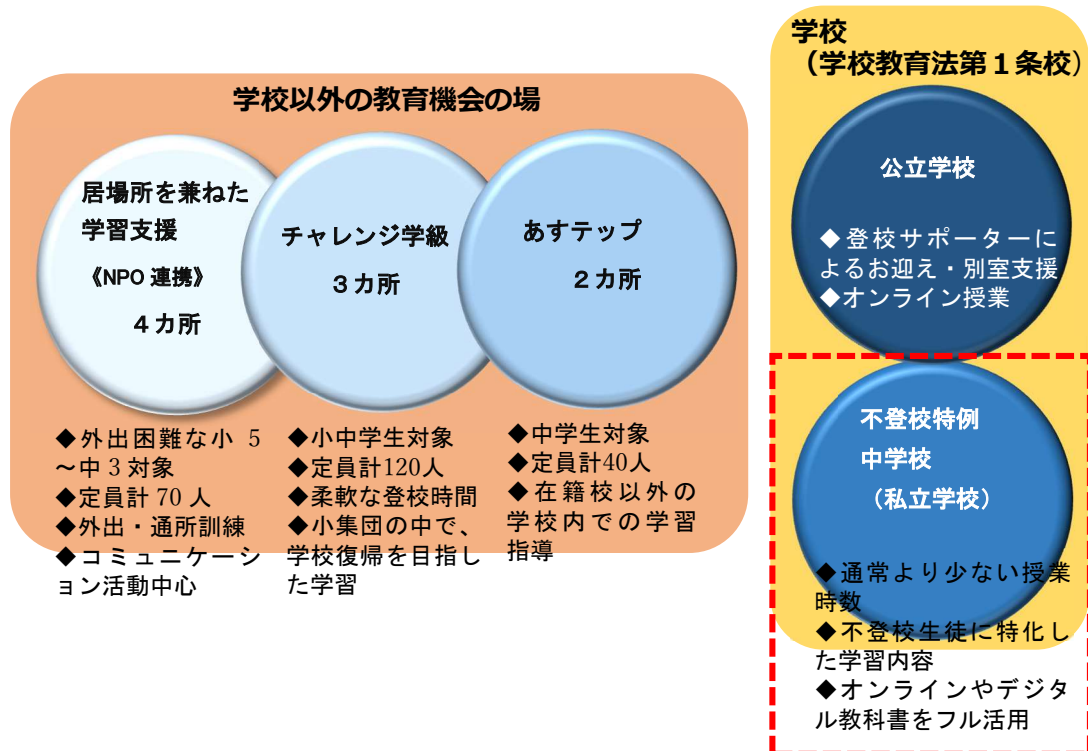 学校以外の教育機会の場
居場所を兼ねた
学習支援
《NPO 連携》
４カ所
◆外出困難な小 5
～中 3 対象
◆定員計 70 人
◆外出・通所訓練
◆コミュニケーシ
ョン活動中心
チャレンジ学級
３カ所
◆小中学生対象
◆定員計120人
◆柔軟な登校時間
◆小集団の中で、
学校復帰を目指し
た学習
あすテップ
２カ所
◆中学生対象
◆定員計40人
◆在籍校以外の
学校内での学習
指導
学校
（学校教育法第１条校）
公立学校
◆登校サポーターに
よるお迎え・別室支援
◆オンライン授業
不登校特例
中学校
（私立学校）
◆通常より少ない授業
時数
◆不登校生徒に特化し
た学習内容
◆オンラインやデジタ
ル教科書をフル活用